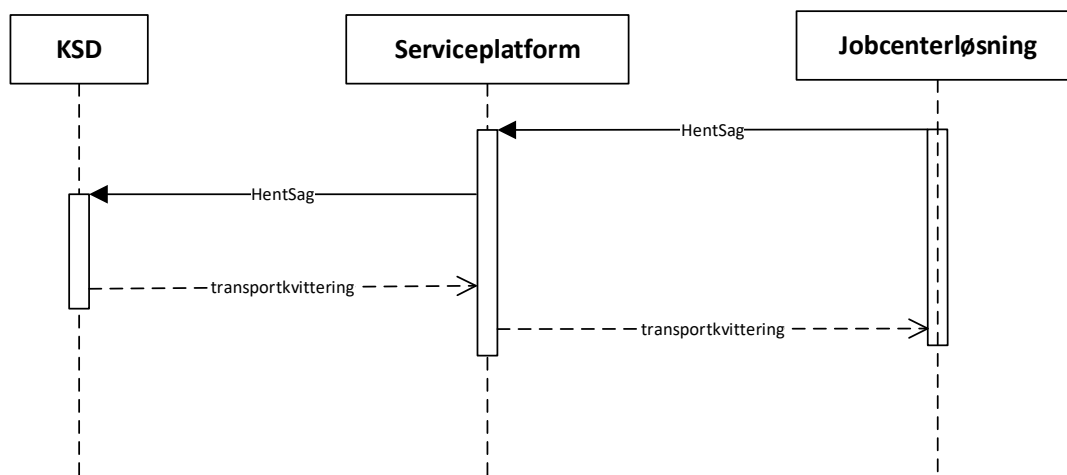 KSD
Serviceplatform
Jobcenterløsning
HentSag
HentSag
transportkvittering
transportkvittering